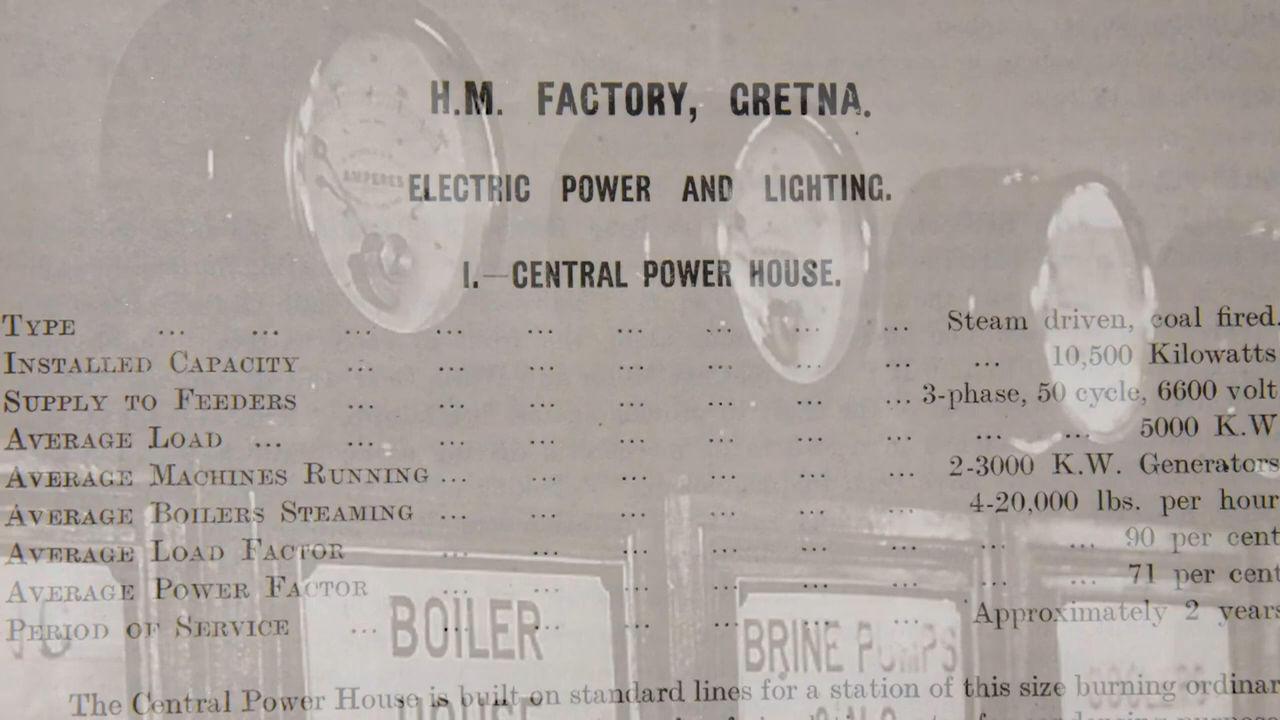 H.M. FACTORY, GRETNA.
ELECTRIC POWER AND LIGHTING.
I.—CENTRAL POWER HOUSE.
TYPE ... ... ... ... ... ... ... ... ... Steam driven, coal fired.
INSTALLED CAPACITY ... ... ... ... ... ... ... ... 10,500 Kilowatts
SUPPLY TO FEEDERS ... ... ... ... ... ... ... 3-phase, 50 cycle, 6600 volt
AVERAGE LOAD ... ... ... ... ... ... ... ... ... ... 5000 K.W
AVERAGE MACHINES RUNNING ... ... ... ... ... ... 2-3000 K.W. Generators
AVERAGE BOILERS STEAMING ... ... ... ... ... ... 4-20,000 lbs. per hour
AVERAGE LOAD FACTOR ... ... ... ... ... ... ... ... 90 per cent
AVERAGE POWER FACTOR ... ... ... ... ... ... ... 71 per cent
PERIOD OF SERVICE ... ... ... ... ... ... ... Approximately 2 years
The Central Power House is built on standard lines for a station of this size burning ordinar
AMPERES
BOILER
HOUSE
BRINE PUMPS